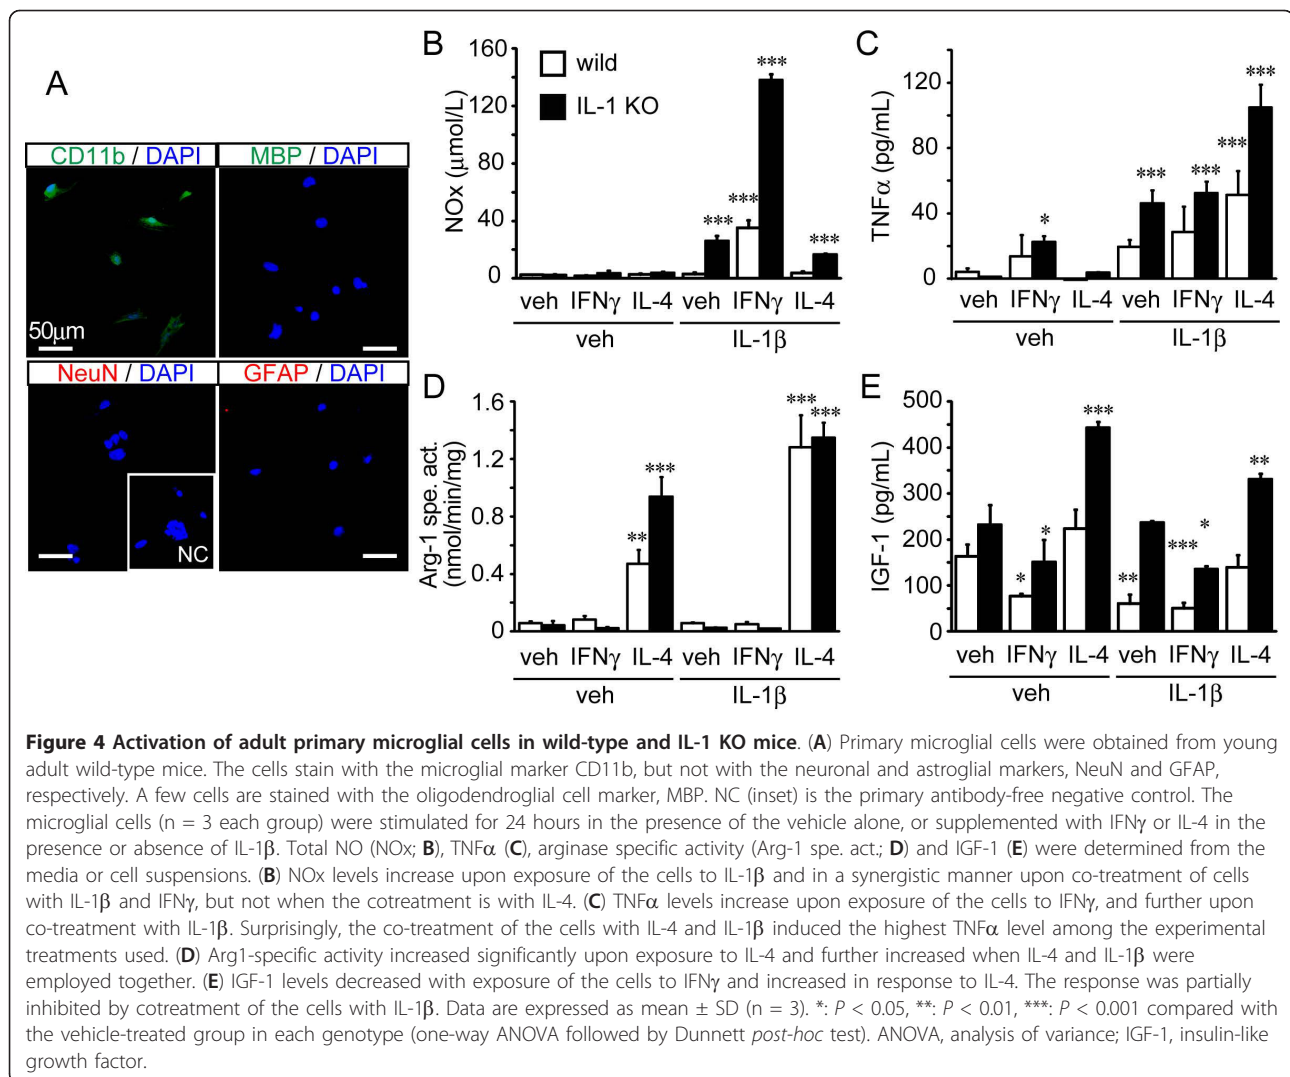 A
CD11b / DAPI
MBP / DAPI
50μm
NeuN / DAPI
GFAP / DAPI
NC
B
wild
IL-1 KO
NOx (μmol/L)
160
120
80
40
0
***
***
***
***
veh IFNγ IL-4 veh IFNγ IL-4
veh IL-1β
C
TNFα (pg/mL)
120
80
40
0
*
***
***
***
***
veh IFNγ IL-4 veh IFNγ IL-4
veh IL-1β
D
Arg-1 spe. act.
(nmol/min/mg)
1.6
1.2
0.8
0.4
0
**
***
***
***
veh IFNγ IL-4 veh IFNγ IL-4
veh IL-1β
E
IGF-1 (pg/mL)
500
400
300
200
100
0
*
*
***
**
***
*
**
veh IFNγ IL-4 veh IFNγ IL-4
veh IL-1β
Figure 4 Activation of adult primary microglial cells in wild-type and IL-1 KO mice. (A) Primary microglial cells were obtained from young
adult wild-type mice. The cells stain with the microglial marker CD11b, but not with the neuronal and astroglial markers, NeuN and GFAP,
respectively. A few cells are stained with the oligodendroglial cell marker, MBP. NC (inset) is the primary antibody-free negative control. The
microglial cells (n = 3 each group) were stimulated for 24 hours in the presence of the vehicle alone, or supplemented with IFNγ or IL-4 in the
presence or absence of IL-1β. Total NO (NOx; B), TNFα (C), arginase specific activity (Arg-1 spe. act.; D) and IGF-1 (E) were determined from the
media or cell suspensions. (B) NOx levels increase upon exposure of the cells to IL-1β and in a synergistic manner upon co-treatment of cells
with IL-1β and IFNγ, but not when the cotreatment is with IL-4. (C) TNFα levels increase upon exposure of the cells to IFNγ, and further upon
co-treatment with IL-1β. Surprisingly, the co-treatment of the cells with IL-4 and IL-1β induced the highest TNFα level among the experimental
treatments used. (D) Arg1-specific activity increased significantly upon exposure to IL-4 and further increased when IL-4 and IL-1β were
employed together. (E) IGF-1 levels decreased with exposure of the cells to IFNγ and increased in response to IL-4. The response was partially
inhibited by cotreatment of the cells with IL-1β. Data are expressed as mean ± SD (n = 3). *: P < 0.05, **: P < 0.01, ***: P < 0.001 compared with
the vehicle-treated group in each genotype (one-way ANOVA followed by Dunnett post-hoc test). ANOVA, analysis of variance; IGF-1, insulin-like
growth factor.